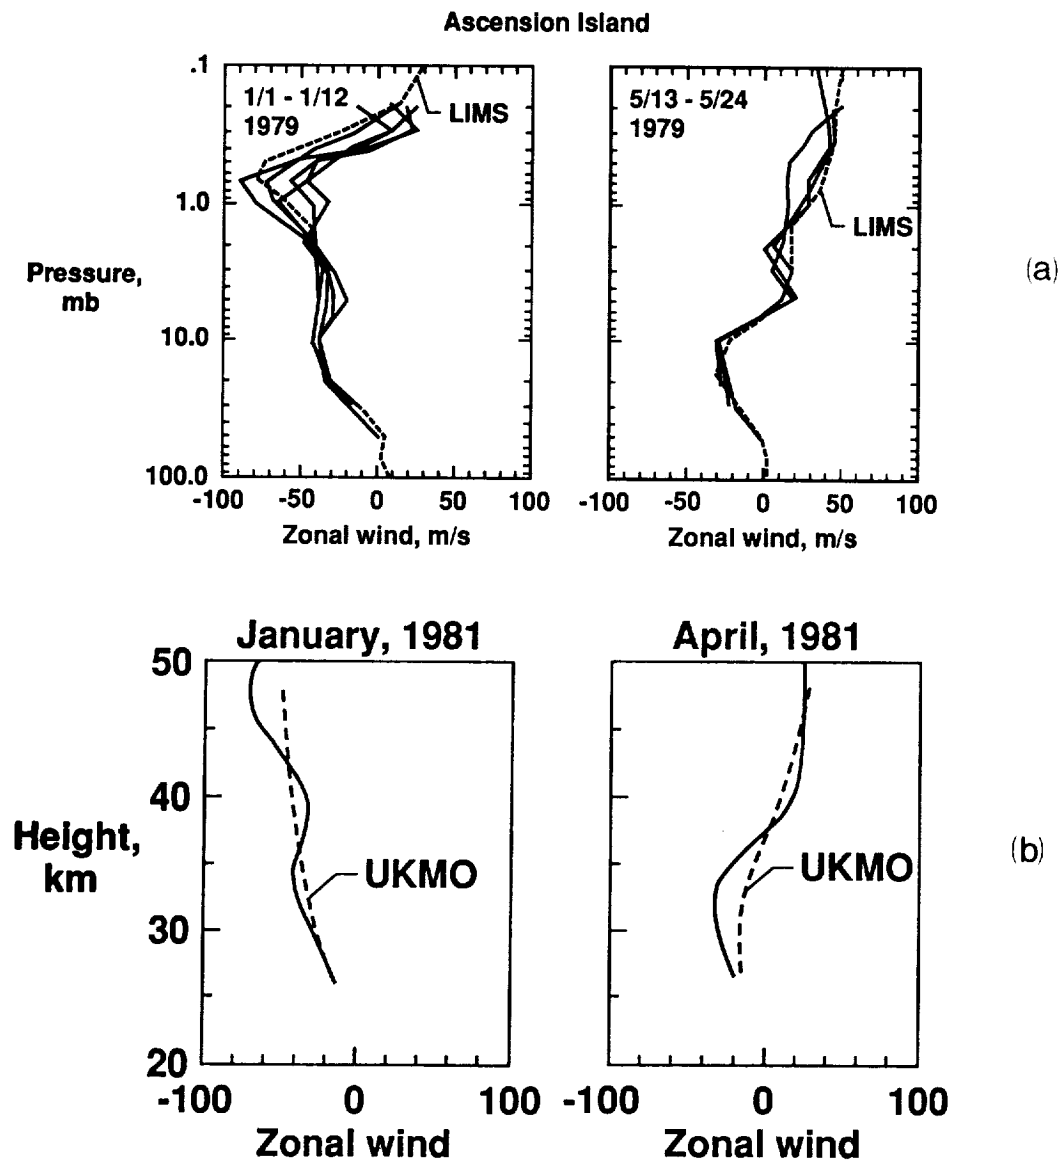 Ascension Island
.1
1.0
10.0
100.0
Pressure,
mb
1/1 - 1/12
1979
LIMS
-100 -50 0 50 100
Zonal wind, m/s
5/13 - 5/24
1979
LIMS
-100 -50 0 50 100
Zonal wind, m/s
(a)
January, 1981
50
40
30
20
Height,
km
UKMO
-100 0 100
Zonal wind
April, 1981
UKMO
-100 0 100
Zonal wind
(b)